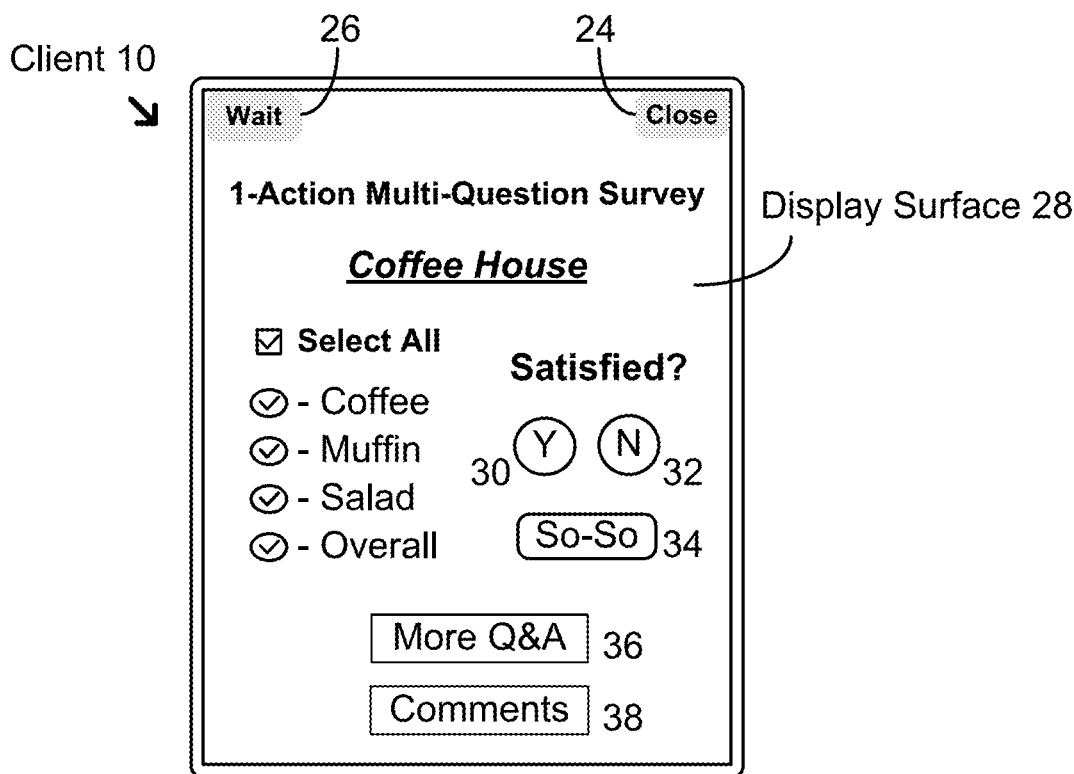 26 24
Client 10
Wait Close
1-Action Multi-Question Survey
Display Surface 28
Coffee House
Select All
Satisfied?
- Coffee
- Muffin
- Salad
- Overall
30 Y N 32
So-So 34
More Q&A 36
Comments 38